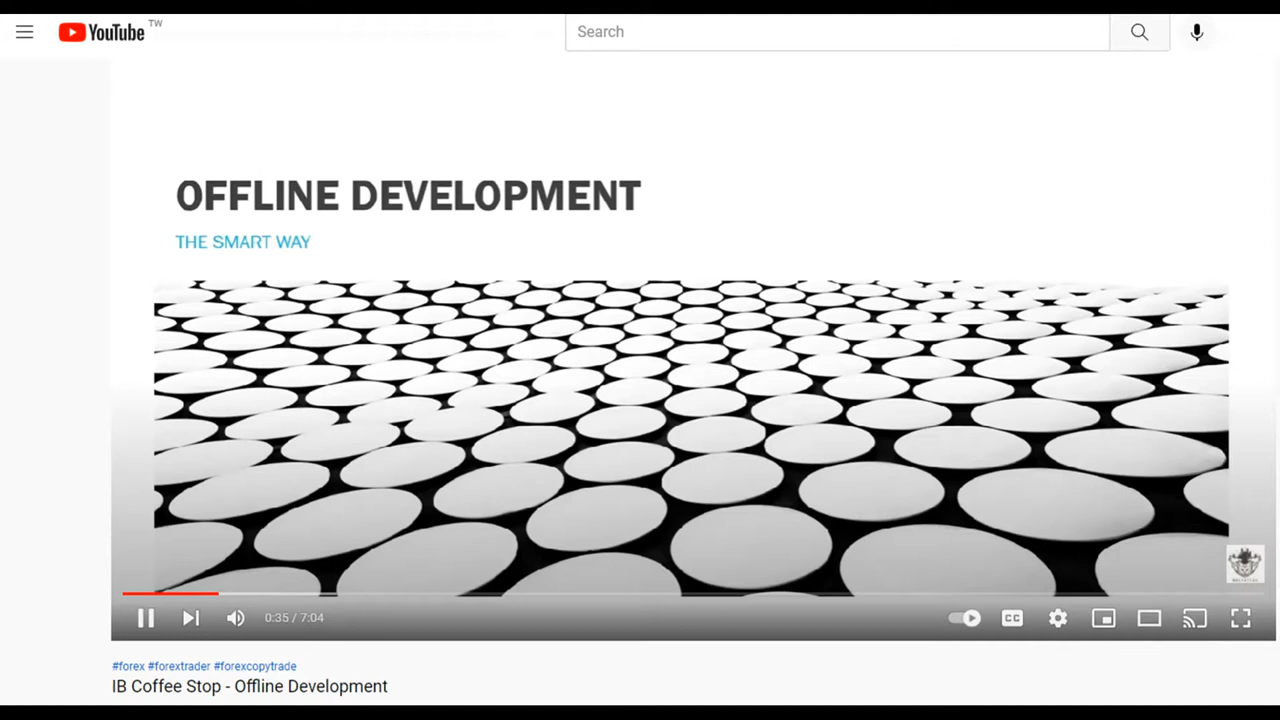 YouTube TW
Search
OFFLINE DEVELOPMENT
THE SMART WAY
0:35 / 7:04
CC
#forex #forextrader #forexcopytrade
IB Coffee Stop - Offline Development